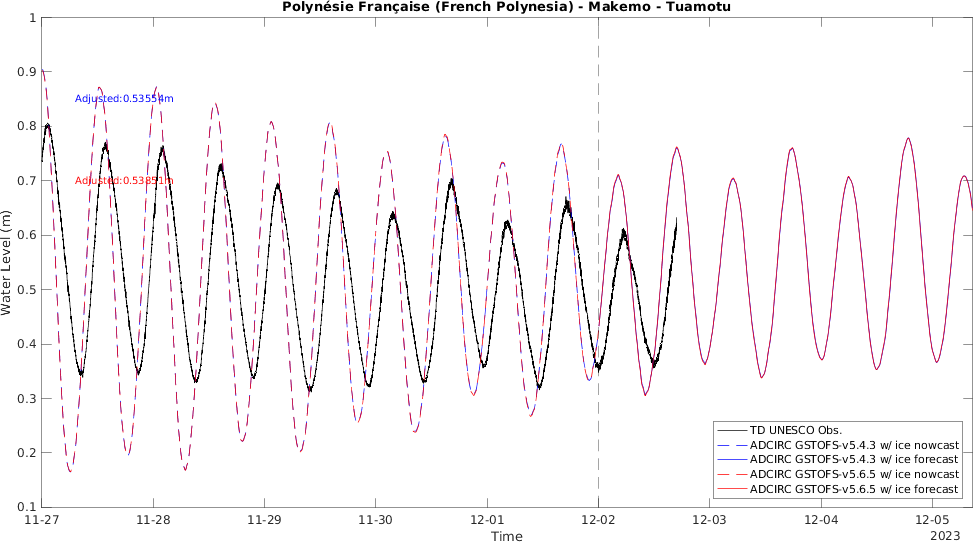 Polynésie Française (French Polynesia) - Makemo - Tuamotu
1
0.9
0.8
0.7
0.6
0.5
0.4
0.3
0.2
0.1
Water Level (m)
Adjusted:0.53554m
Adjusted:0.53851m
TD UNESCO Obs.
ADCIRC GSTOFS-v5.4.3 w/ ice nowcast
ADCIRC GSTOFS-v5.4.3 w/ ice forecast
ADCIRC GSTOFS-v5.6.5 w/ ice nowcast
ADCIRC GSTOFS-v5.6.5 w/ ice forecast
11-27 11-28 11-29 11-30 12-01 12-02 12-03 12-04 12-05
Time 2023